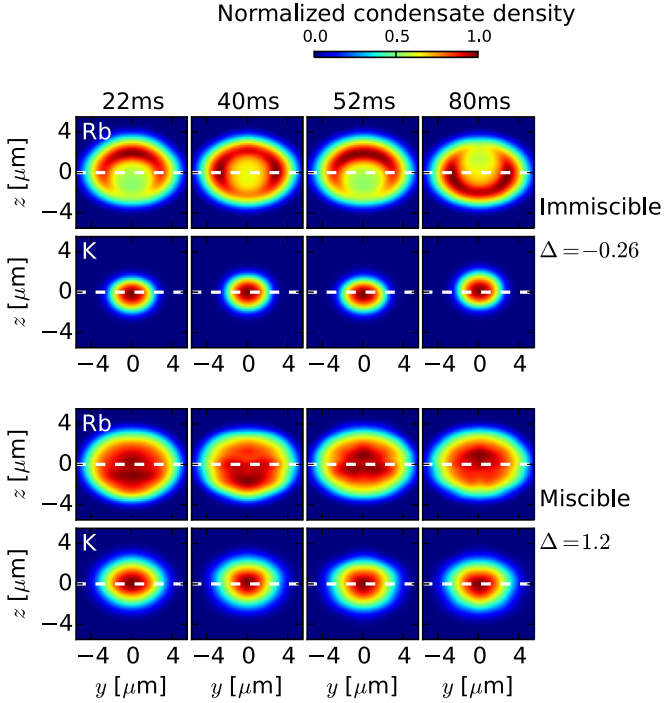 Normalized condensate density
0.0 0.5 1.0
22ms 40ms 52ms 80ms
Rb
4
0
−4
z [μm]
Immiscible
K
4
0
−4
z [μm]
Δ=−0.26
−4 0 4 −4 0 4 −4 0 4 −4 0 4
Rb
4
0
−4
z [μm]
Miscible
K
4
0
−4
z [μm]
Δ=1.2
−4 0 4 −4 0 4 −4 0 4 −4 0 4
y [μm] y [μm] y [μm] y [μm]